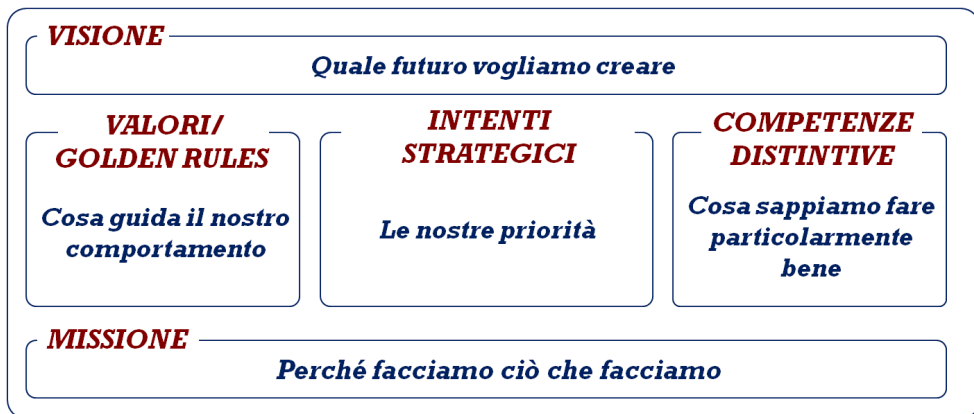 VISIONE
Quale futuro vogliamo creare
VALORI/
GOLDEN RULES
Cosa guida il nostro
comportamento
INTENTI
STRATEGICI
Le nostre priorità
COMPETENZE
DISTINTIVE
Cosa sappiamo fare
particolarmente
bene
MISSIONE
Perché facciamo ciò che facciamo